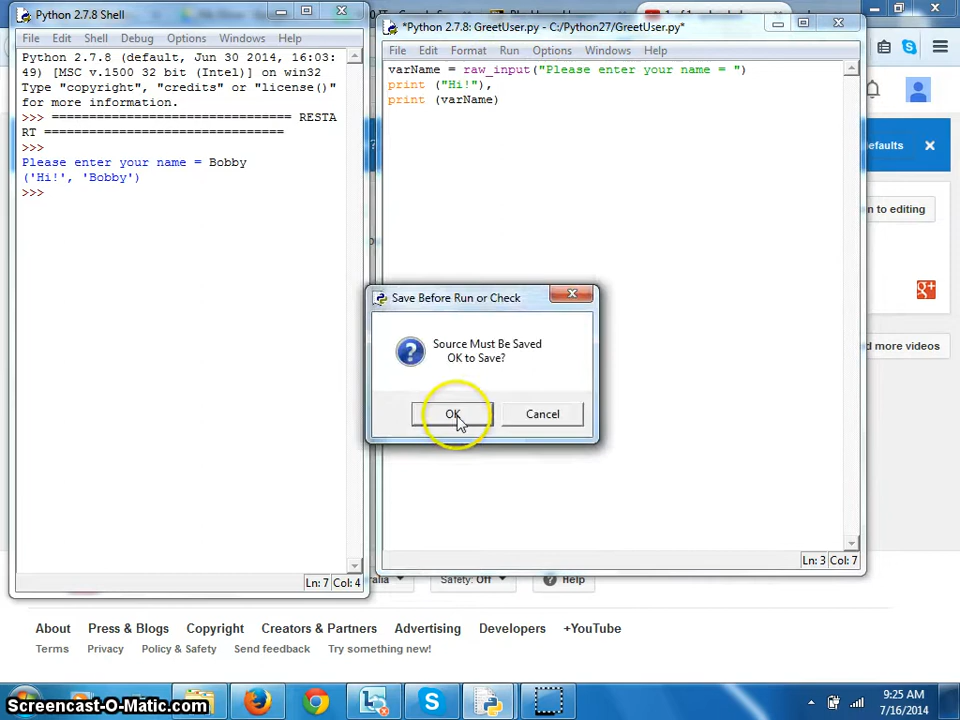 Python 2.7.8 Shell
File Edit Shell Debug Options Windows Help
Python 2.7.8 (default, Jun 30 2014, 16:03:
49) [MSC v.1500 32 bit (Intel)] on win32
Type "copyright", "credits" or "license()"
for more information.
>>> ================================ RESTA
RT ================================
>>>
Please enter your name = Bobby
('Hi!', 'Bobby')
>>>
Ln: 7 Col: 4
*Python 2.7.8: GreetUser.py - C:/Python27/GreetUser.py*
File Edit Format Run Options Windows Help
varName = raw_input("Please enter your name = ")
print ("Hi!"),
print (varName)
Ln: 3 Col: 7
Save Before Run or Check
Source Must Be Saved
OK to Save?
OK Cancel
efaults
n to editing
d more videos
alia Safety: Off Help
About Press & Blogs Copyright Creators & Partners Advertising Developers +YouTube
Terms Privacy Policy & Safety Send feedback Try something new!
Screencast-O-Matic.com
9:25 AM
7/16/2014